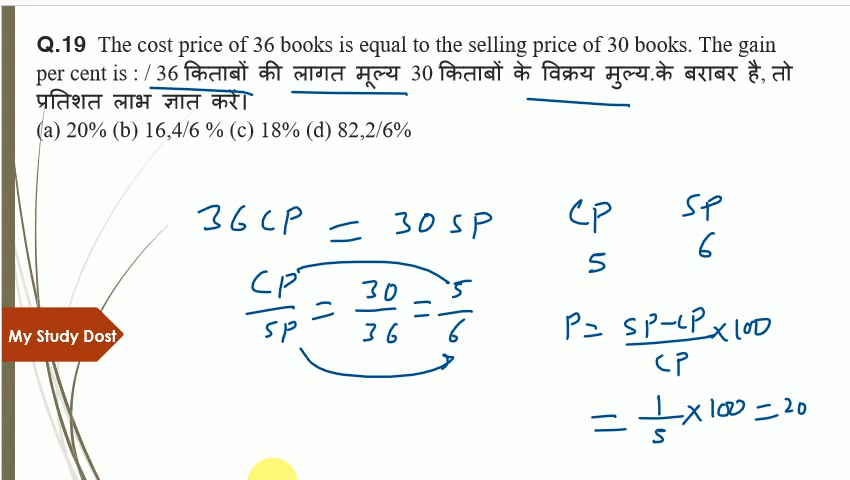 Q.19 The cost price of 36 books is equal to the selling price of 30 books. The gain
per cent is : / 36 किताबों की लागत मूल्य 30 किताबों के विक्रय मुल्य.के बराबर है, तो
प्रतिशत लाभ ज्ञात करें।
(a) 20% (b) 16,4/6 % (c) 18% (d) 82,2/6%
36 CP = 30 SP
CP/SP = 30/36 = 5/6
CP SP
5 6
P = SP-CP/CP × 100
= 1/5 × 100 = 20
My Study Dost